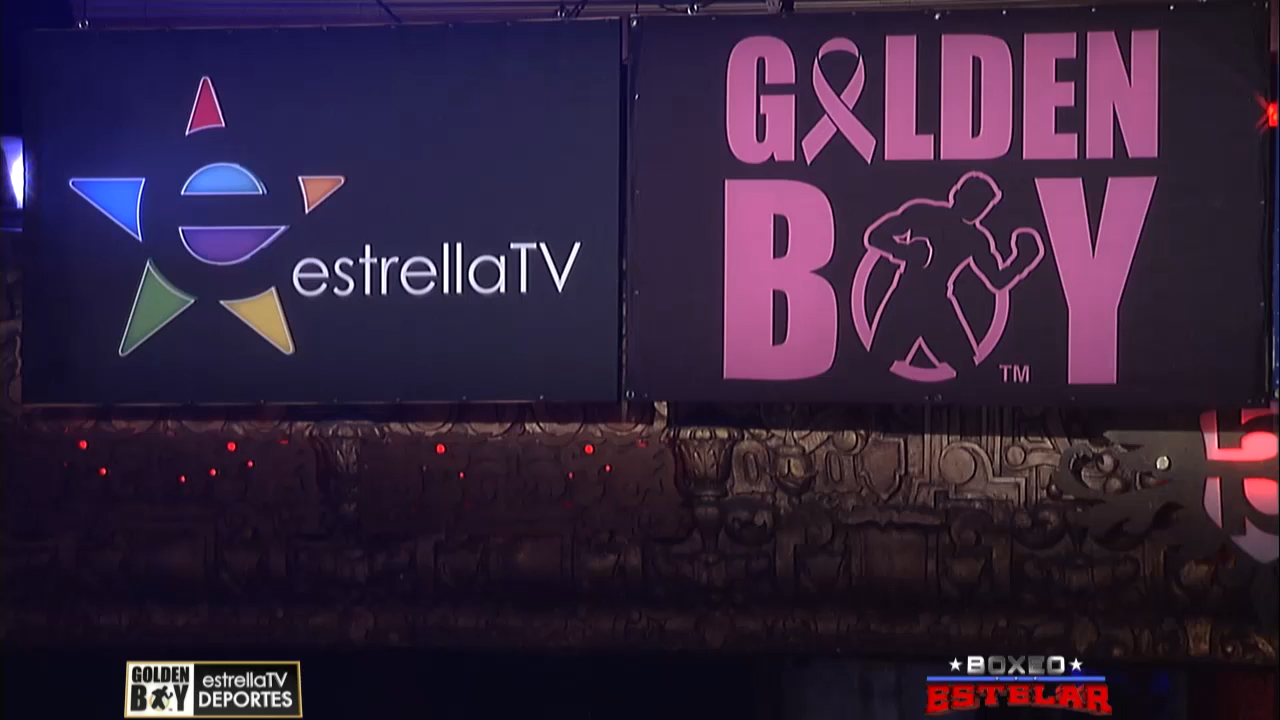 estrellaTV
GOLDEN
BOY
TM
GOLDEN
BOY
estrellaTV
DEPORTES
BOXEO
ESTELAR